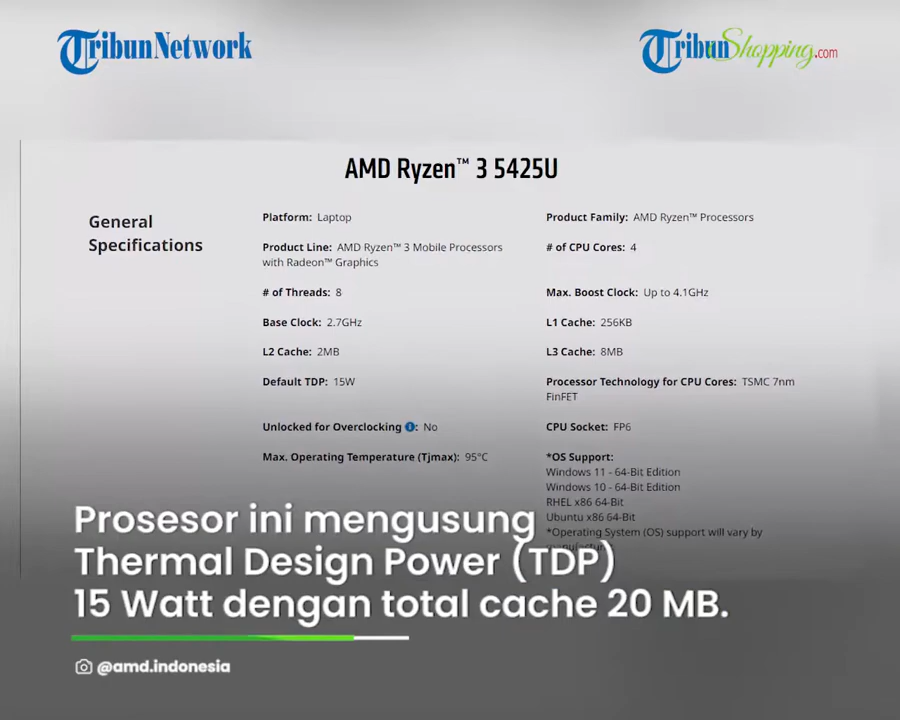 Tribun Network
TribunShopping.com
AMD Ryzen™ 3 5425U
General
Specifications
Platform: Laptop
Product Family: AMD Ryzen™ Processors
Product Line: AMD Ryzen™ 3 Mobile Processors
with Radeon™ Graphics
# of CPU Cores: 4
# of Threads: 8
Max. Boost Clock: Up to 4.1GHz
Base Clock: 2.7GHz
L1 Cache: 256KB
L2 Cache: 2MB
L3 Cache: 8MB
Default TDP: 15W
Processor Technology for CPU Cores: TSMC 7nm
FinFET
Unlocked for Overclocking i: No
CPU Socket: FP6
Max. Operating Temperature (Tjmax): 95°C
*OS Support:
Windows 11 - 64-Bit Edition
Windows 10 - 64-Bit Edition
RHEL x86 64-Bit
Ubuntu x86 64-Bit
*Operating System (OS) support will vary by
Prosesor ini mengusung
Thermal Design Power (TDP)
15 Watt dengan total cache 20 MB.
@amd.indonesia